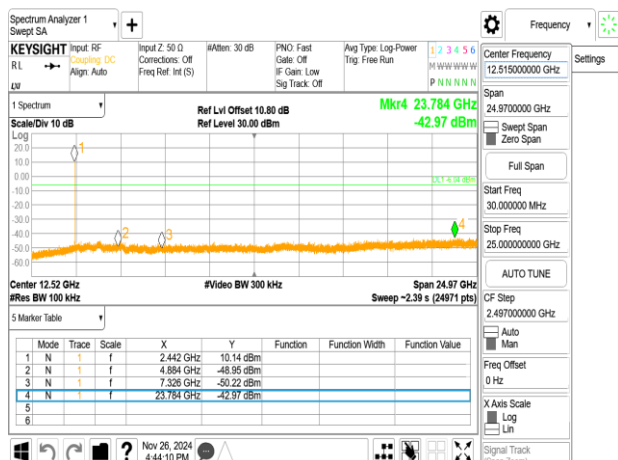 Spectrum Analyzer 1
Swept SA
+
Frequency
KEYSIGHT
RL
Input: RF
Coupling: DC
Align: Auto
Input Z: 50 Ω
Corrections: Off
Freq Ref: Int (S)
#Atten: 30 dB
PNO: Fast
Gate: Off
IF Gain: Low
Sig Track: Off
Avg Type: Log-Power
Trig: Free Run
1 2 3 4 5 6
M W W W W W
P N N N N N
1 Spectrum
Scale/Div 10 dB
Ref Lvl Offset 10.80 dB
Ref Level 30.00 dBm
Mkr4 23.784 GHz
-42.97 dBm
Log
20.0
10.0
0.00
-10.0
-20.0
-30.0
-40.0
-50.0
-60.0
1
2
3
4
Center 12.52 GHz
#Video BW 300 kHz
Span 24.97 GHz
#Res BW 100 kHz
Sweep ~2.39 s (24971 pts)
5 Marker Table
Mode Trace Scale X Y Function Function Width Function Value
1 N 1 f 2.442 GHz 10.14 dBm
2 N 1 f 4.884 GHz -48.95 dBm
3 N 1 f 7.326 GHz -50.22 dBm
4 N 1 f 23.784 GHz -42.97 dBm
5
6
?
Nov 26, 2024
4:44:10 PM
Center Frequency
12.515000000 GHz
Settings
Span
24.9700000 GHz
Swept Span
Zero Span
Full Span
Start Freq
30.000000 MHz
Stop Freq
25.000000000 GHz
AUTO TUNE
CF Step
2.497000000 GHz
Auto
Man
Freq Offset
0 Hz
X Axis Scale
Log
Lin
Signal Track